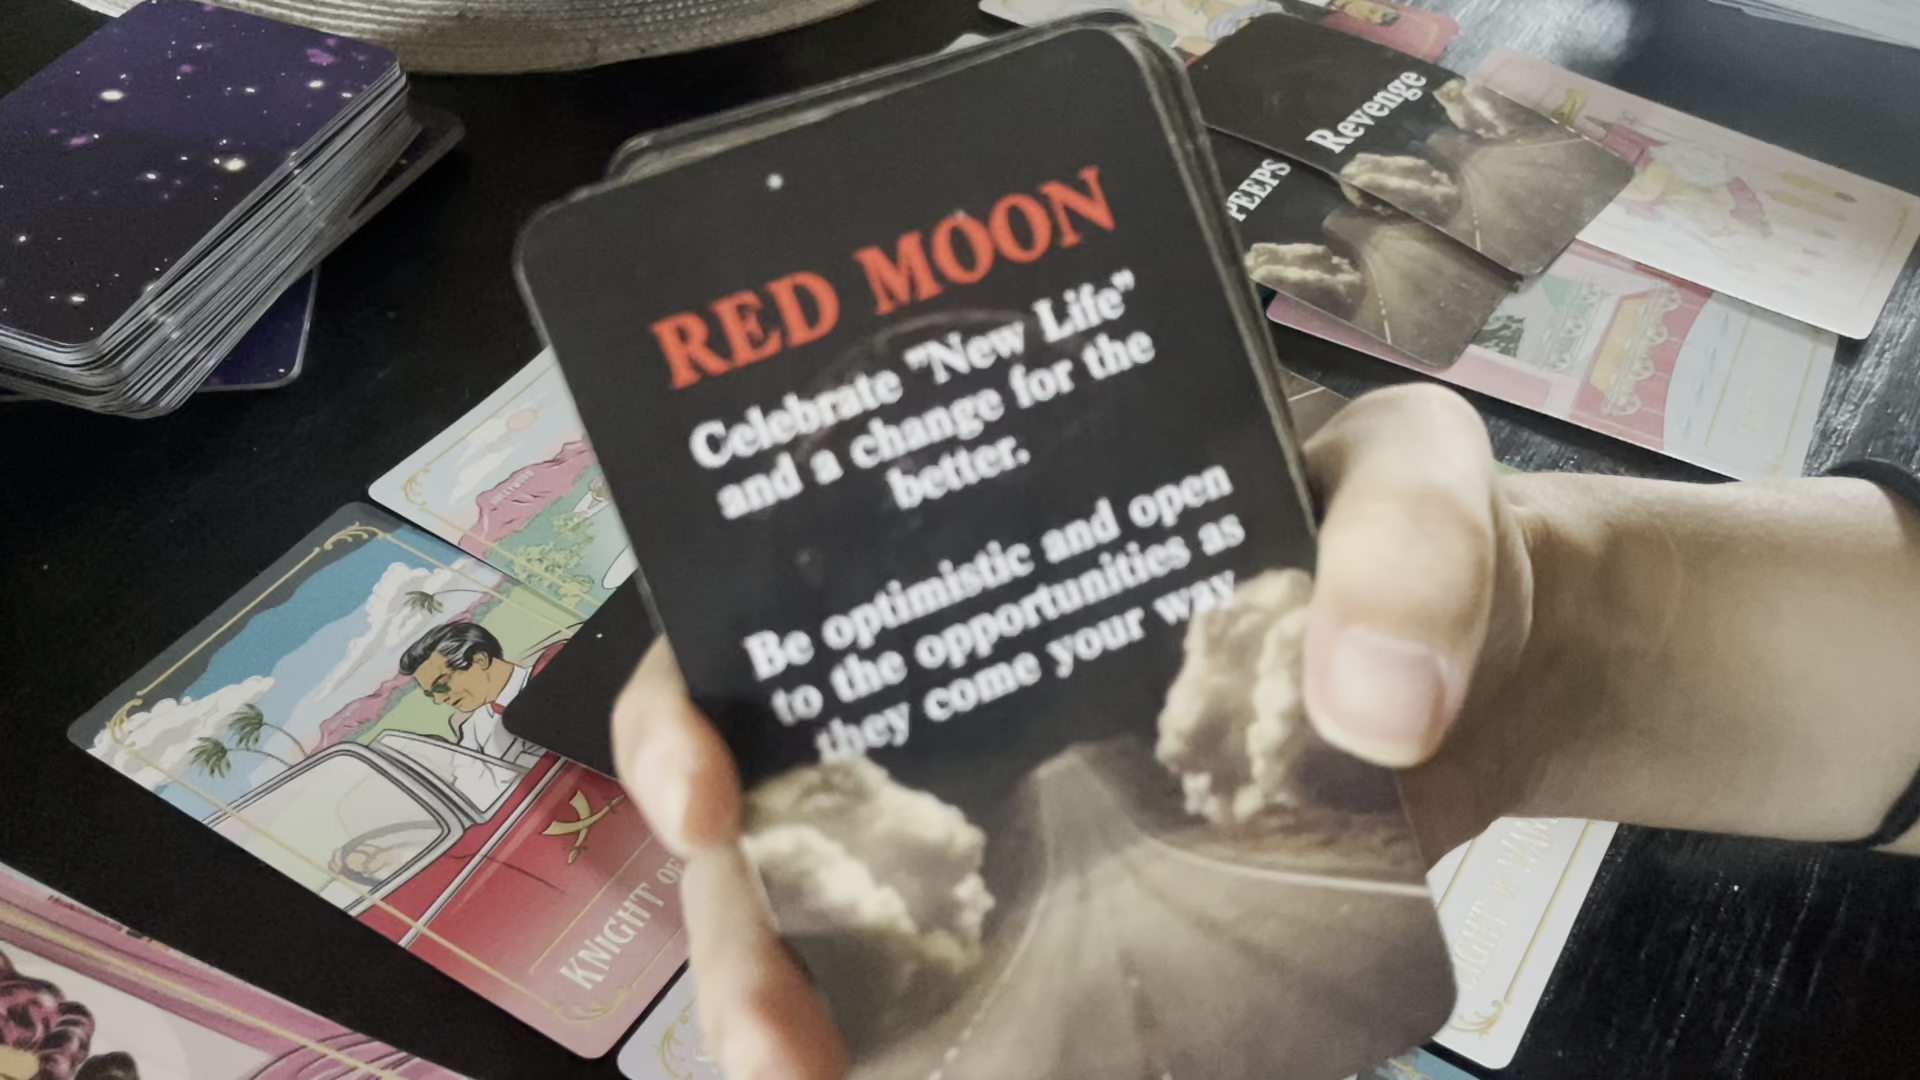 Revenge
PEEPS
RED MOON
Celebrate "New Life"
and a change for the
better.
Be optimistic and open
to the opportunities as
they come your way
KNIGHT OF